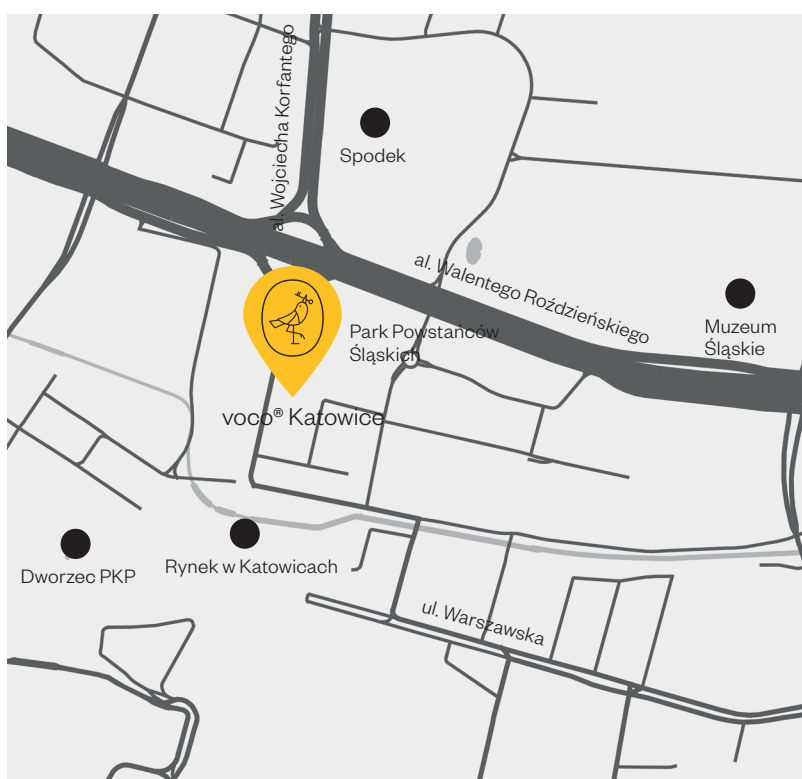 al. Wojciecha Korfantego
Spodek
al. Walentego Roździeńskiego
Muzeum
Śląskie
Park Powstańców
Śląskich
voco® Katowice
Dworzec PKP
Rynek w Katowicach
ul. Warszawska